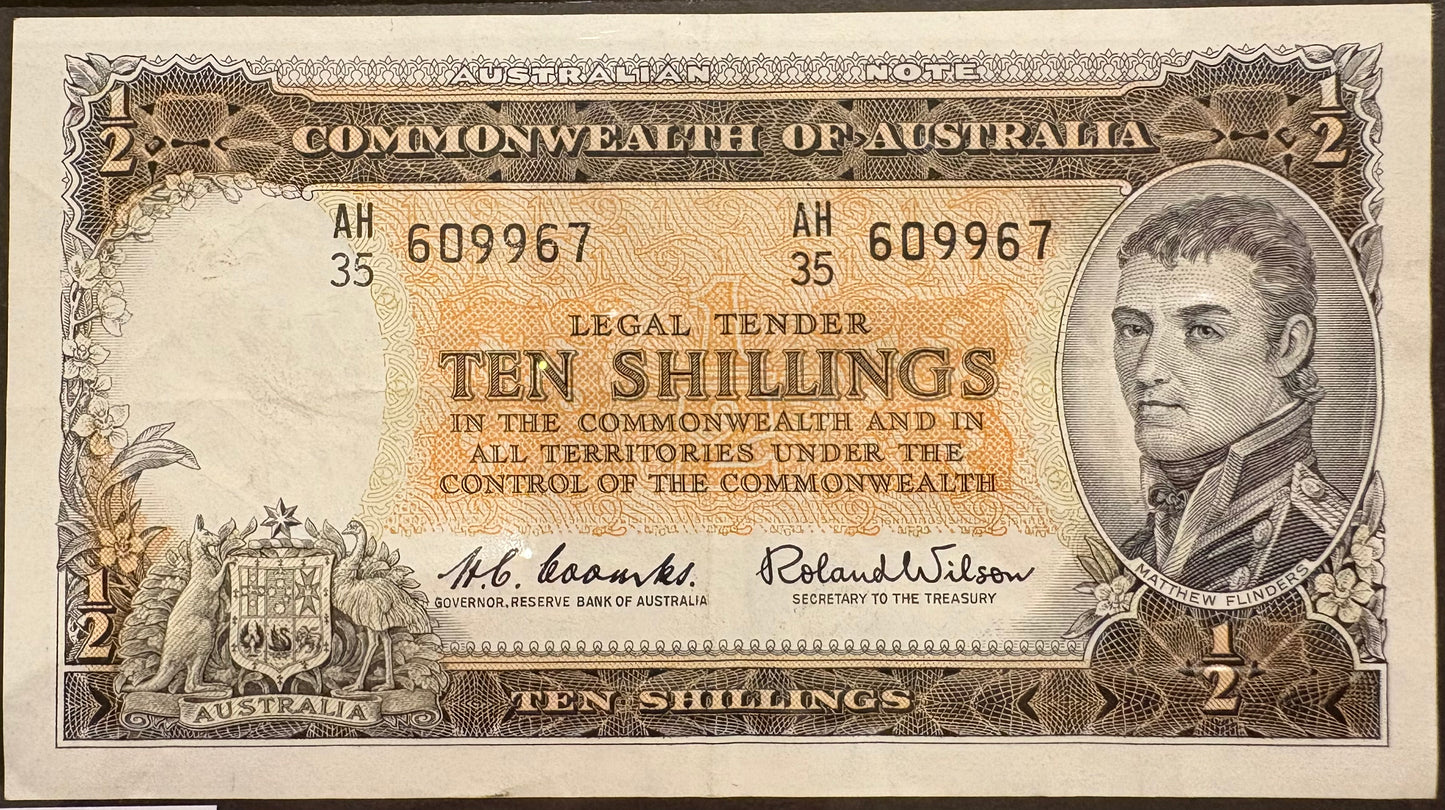 AUSTRALIAN NOTE
1/2 1/2
COMMONWEALTH OF AUSTRALIA
AH 35 609967 AH 35 609967
LEGAL TENDER
TEN SHILLINGS
IN THE COMMONWEALTH AND IN
ALL TERRITORIES UNDER THE
CONTROL OF THE COMMONWEALTH
H.C. Coombs. Roland Wilson
GOVERNOR, RESERVE BANK OF AUSTRALIA SECRETARY TO THE TREASURY
MATTHEW FLINDERS
1/2 1/2
AUSTRALIA
TEN SHILLINGS